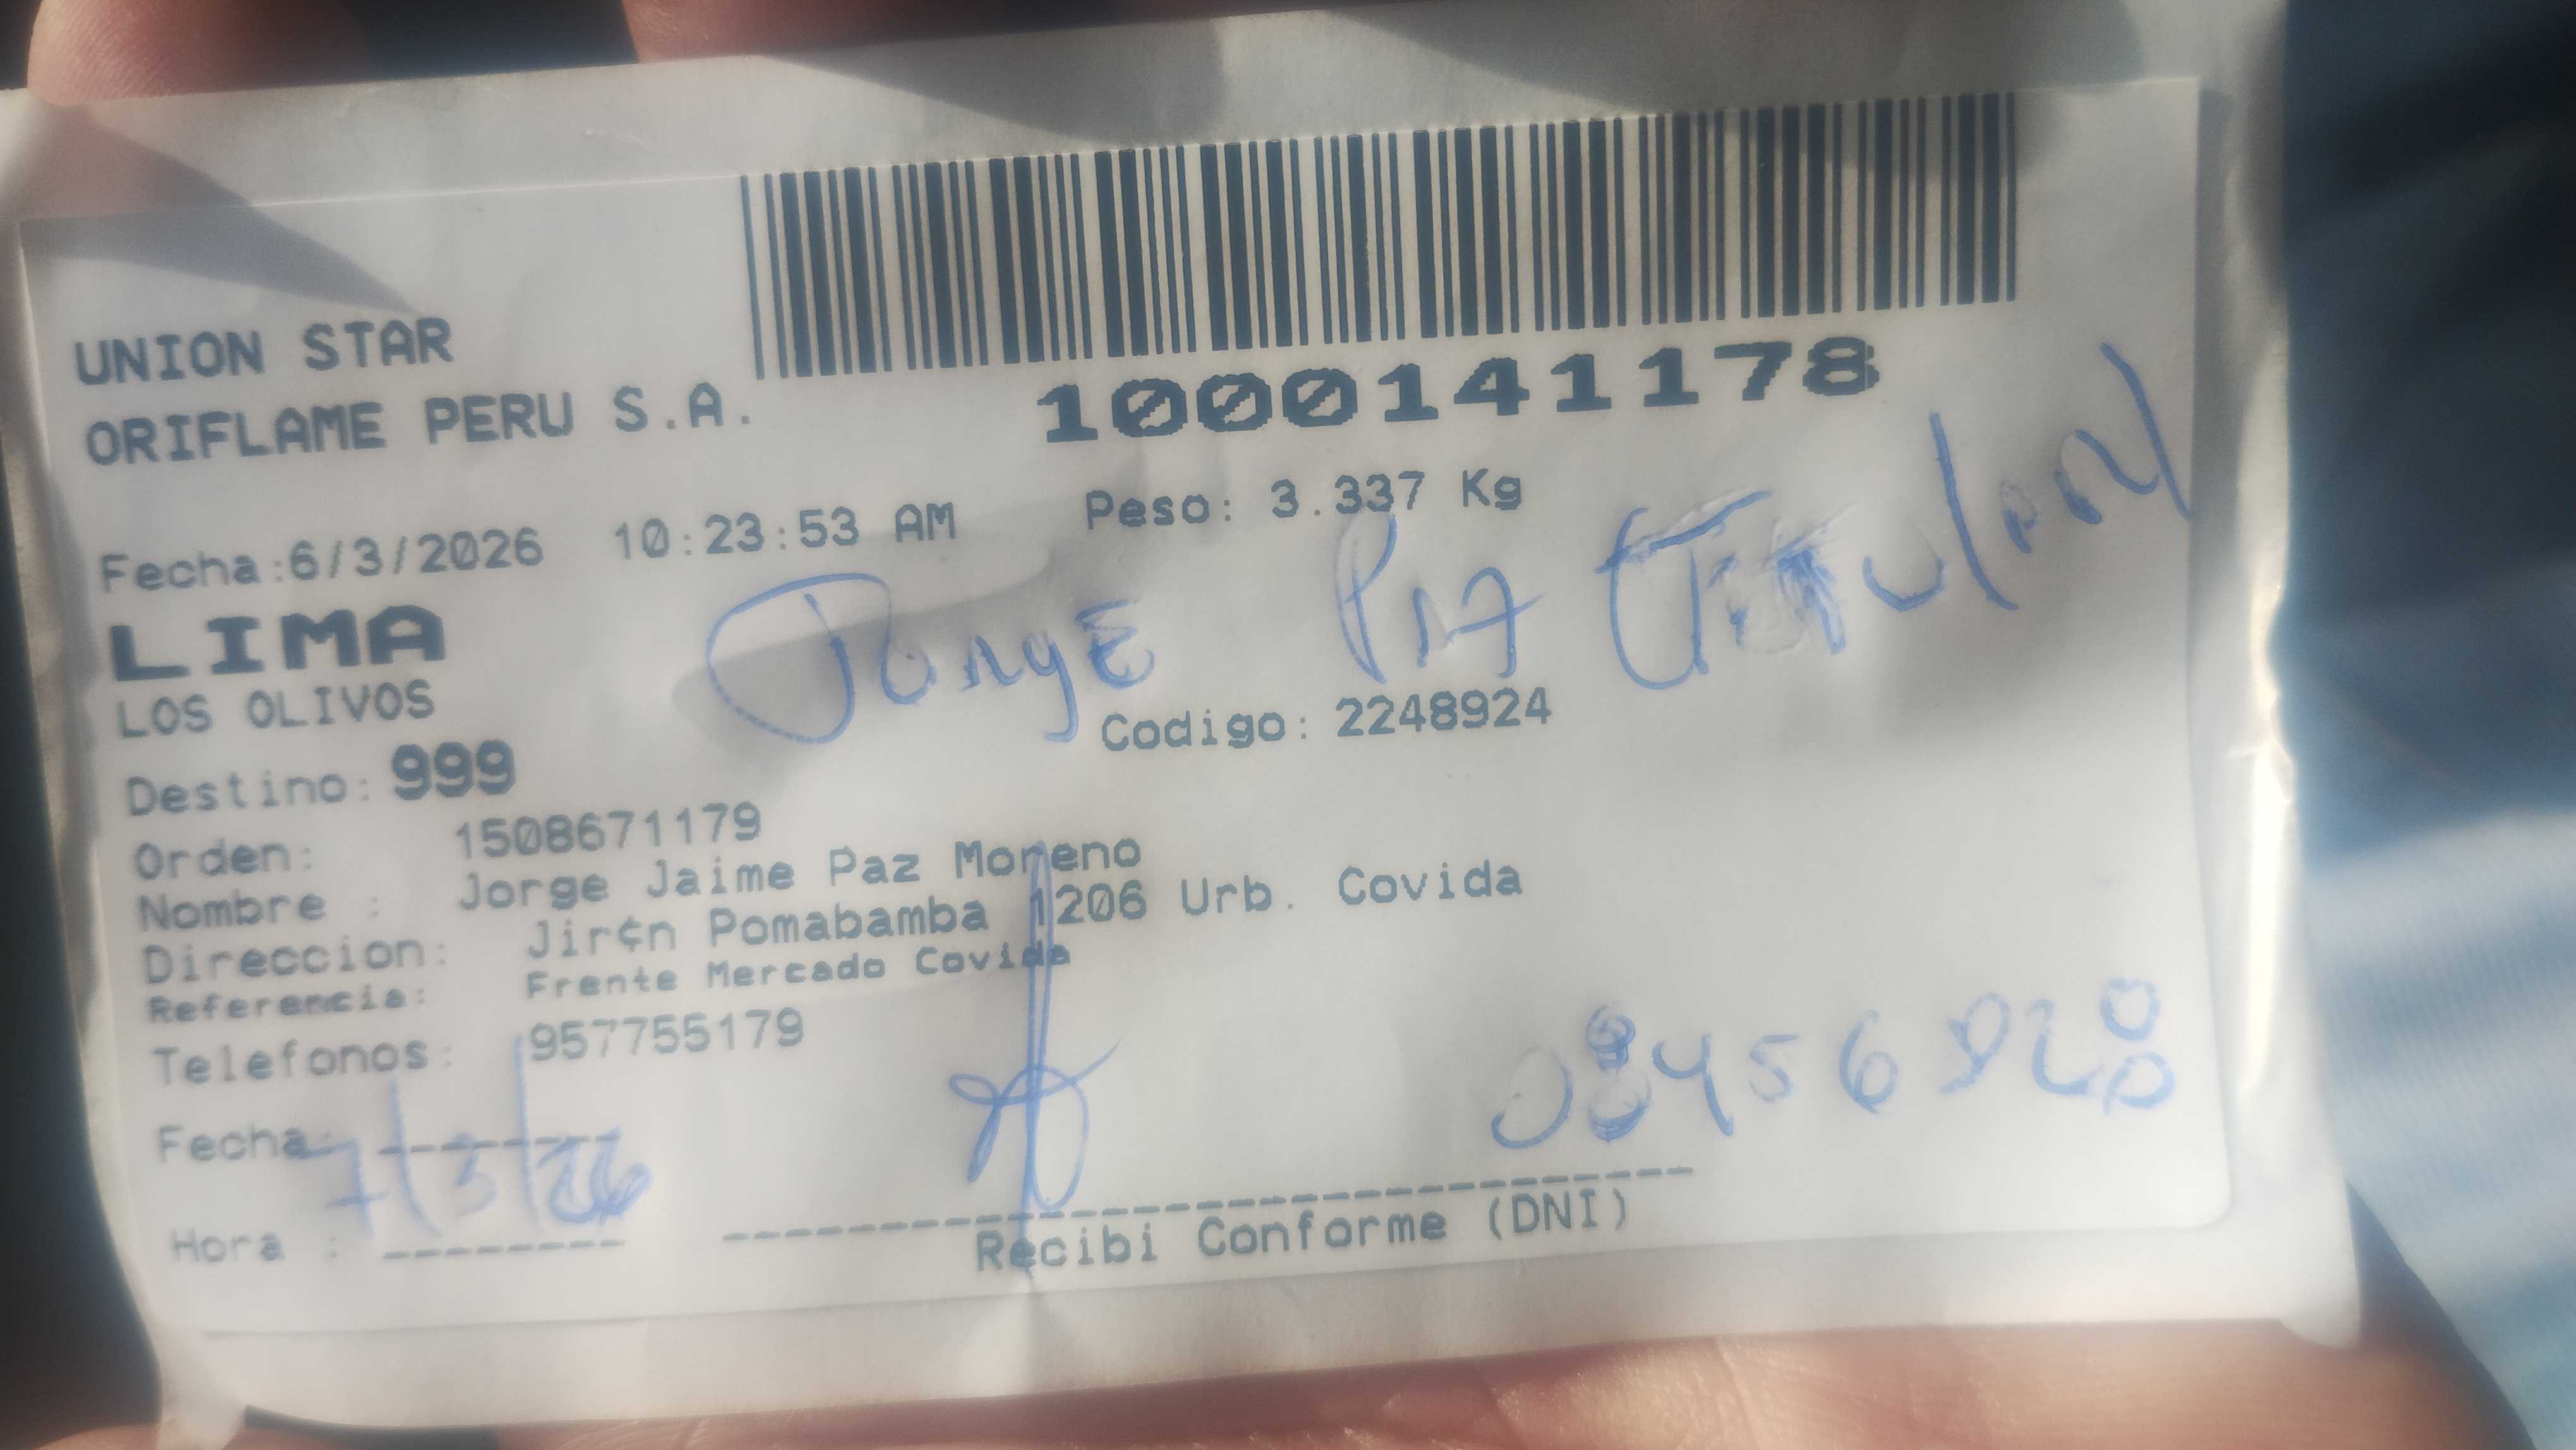 UNION STAR
ORIFLAME PERU S.A.
1000141178
Fecha:6/3/2026 10:23:53 AM Peso: 3.337 Kg
LIMA
JorgE
LOS OLIVOS
Codigo: 2248924
Destino: 999
Orden: 1508671179
Nombre : Jorge Jaime Paz Moreno
Direccion: Jir¢n Pomabamba 1206 Urb. Covida
Referencia: Frente Mercado Covida
Telefonos: 957755179
Fecha: 7/3/26
Hora : --------
Recibi Conforme (DNI)